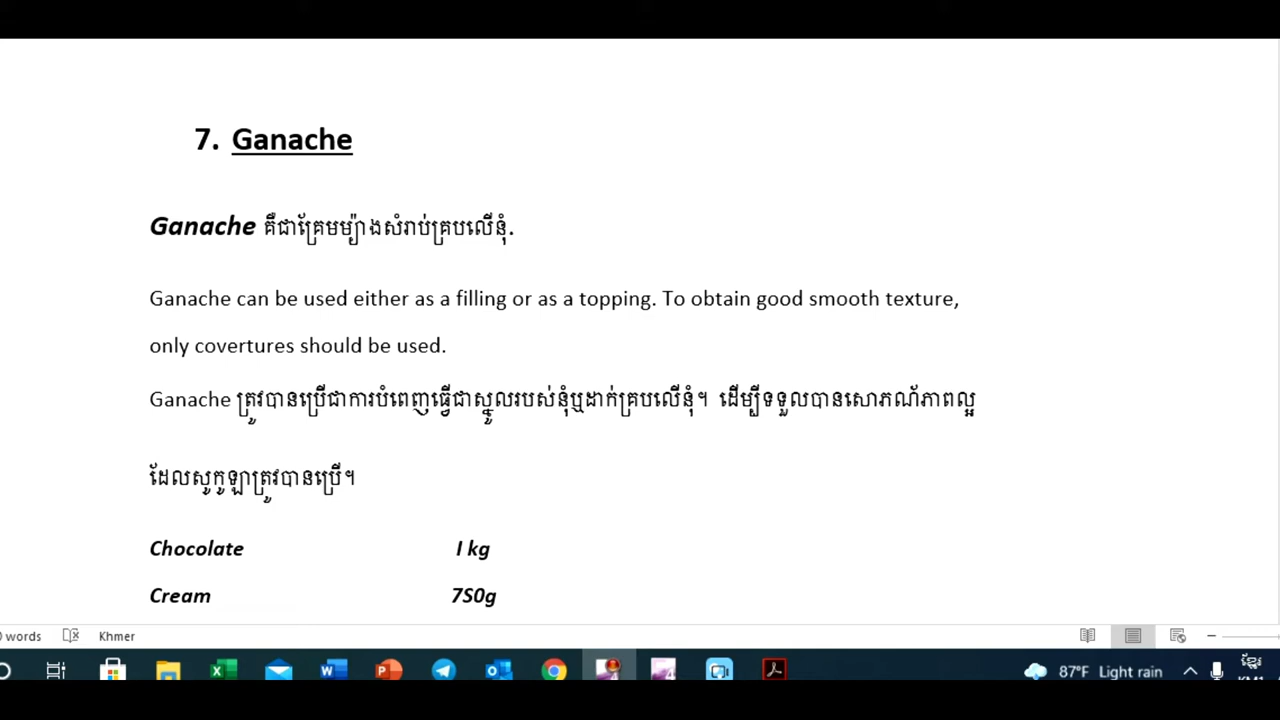 7. Ganache
Ganache គឺជាគ្រែមម្យ៉ាងសំរាប់គ្របលើនុំ.
Ganache can be used either as a filling or as a topping. To obtain good smooth texture,
only covertures should be used.
Ganache ត្រូវបានប្រើជាការបំពេញធ្វើជាស្នូលរបស់នុំឬដាក់គ្របលើនុំ។ ដើម្បីទទួលបានសោភណ័ភាពល្អ
ដែលសូកូឡាត្រូវបានប្រើ។
Chocolate I kg
Cream 7S0g
words Khmer
87°F Light rain ខ្មែរ